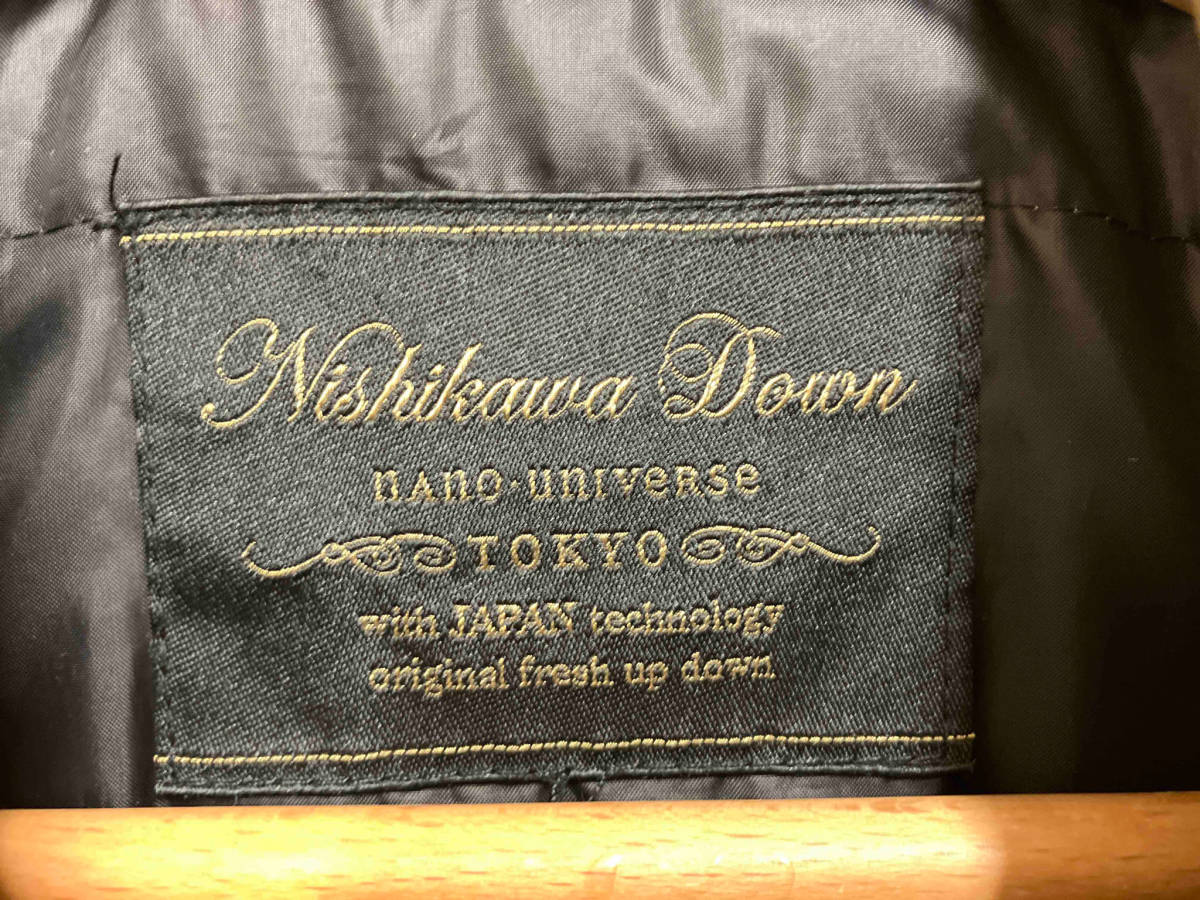 Nishikawa Down
nano·universe
TOKYO
with JAPAN technology
original fresh up down